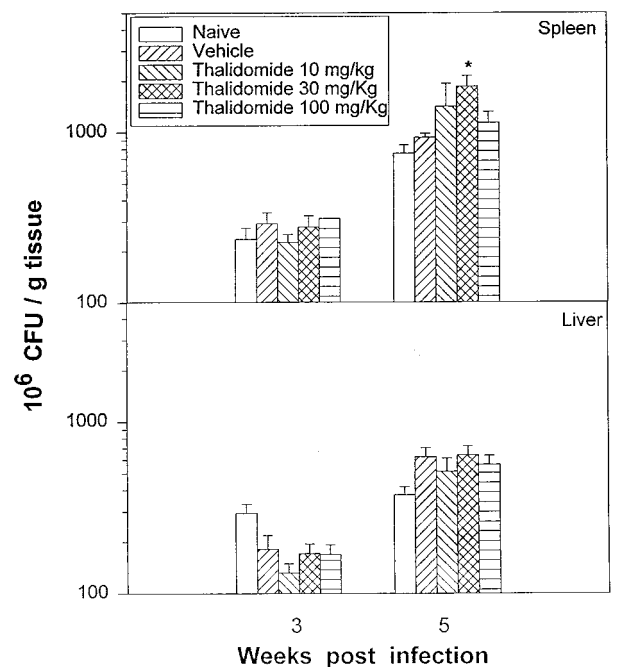 Naive
Vehicle
Thalidomide 10 mg/kg
Thalidomide 30 mg/Kg
Thalidomide 100 mg/Kg
Spleen
*
1000
100
Liver
1000
100
10⁶ CFU / g tissue
3 5
Weeks post infection